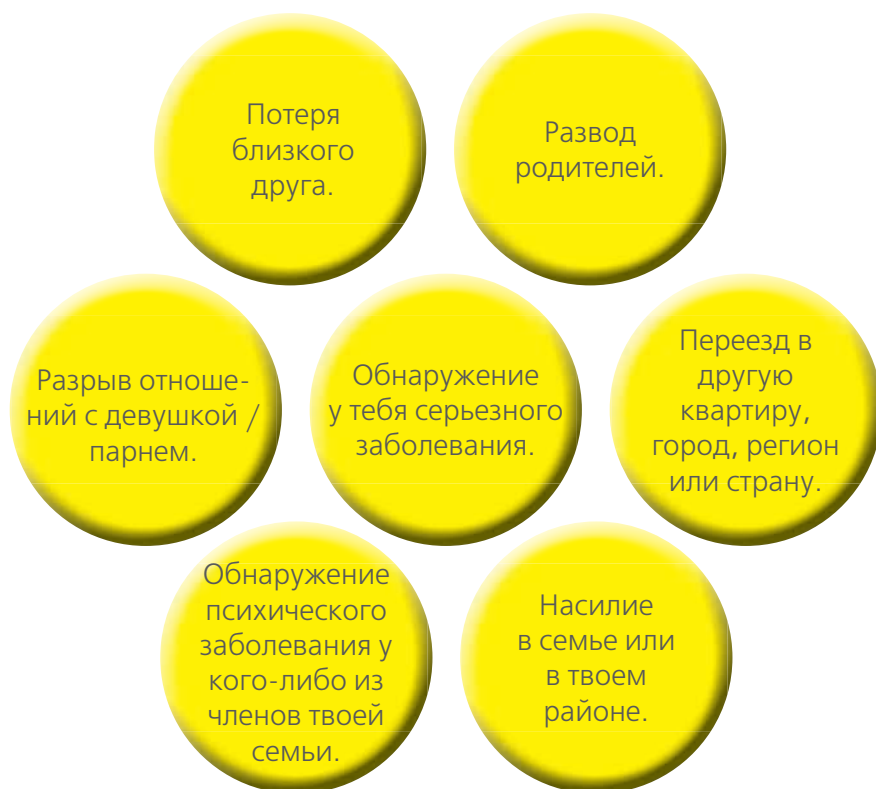 Потеря
близкого
друга.
Развод
родителей.
Разрыв отноше-
ний с девушкой /
парнем.
Обнаружение
у тебя серьезного
заболевания.
Переезд в
другую
квартиру,
город, регион
или страну.
Обнаружение
психического
заболевания у
кого-либо из
членов твоей
семьи.
Насилие
в семье или
в твоем
районе.